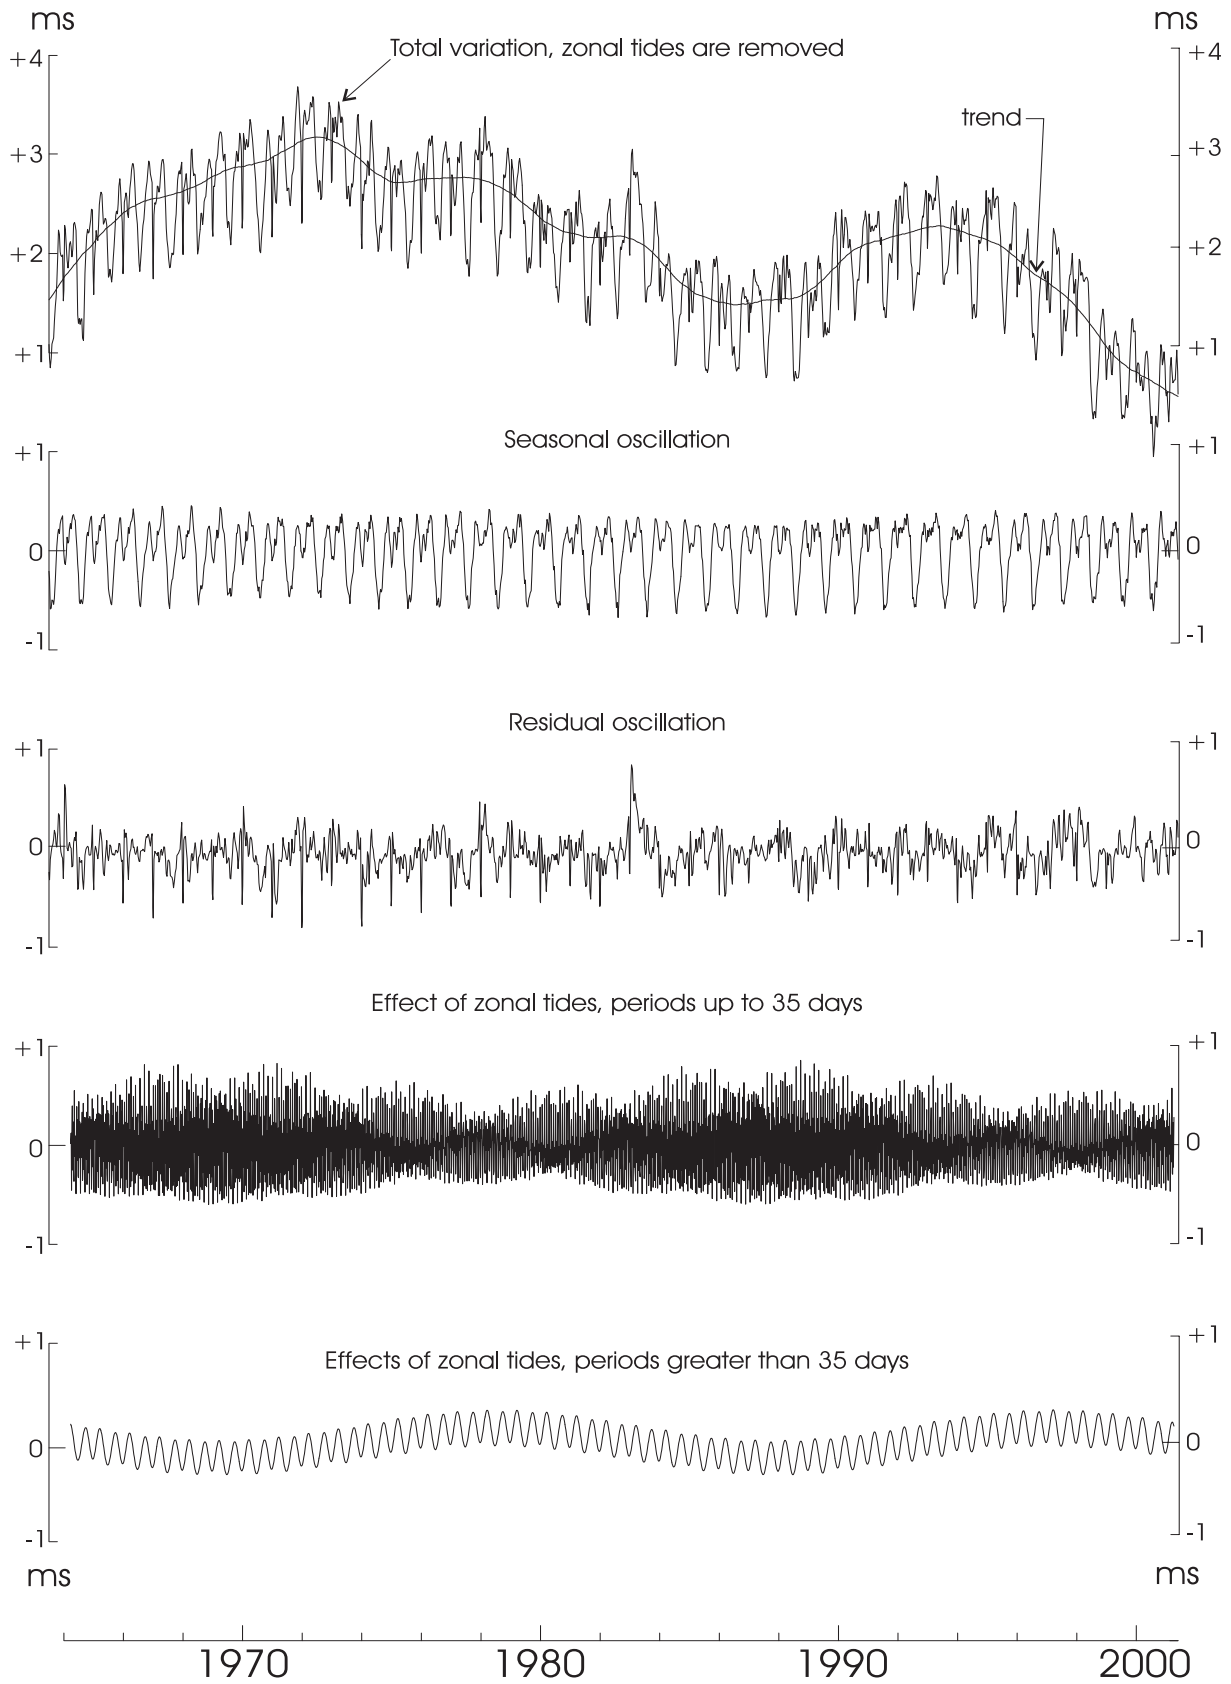 ms ms
Total variation, zonal tides are removed
+4 +4
trend
+3 +3
+2 +2
+1 +1
Seasonal oscillation
+1 +1
0 0
-1 -1
Residual oscillation
+1 +1
0 0
-1 -1
Effect of zonal tides, periods up to 35 days
+1 +1
0 0
-1 -1
+1 +1
Effects of zonal tides, periods greater than 35 days
0 0
-1 -1
ms ms
1970 1980 1990 2000